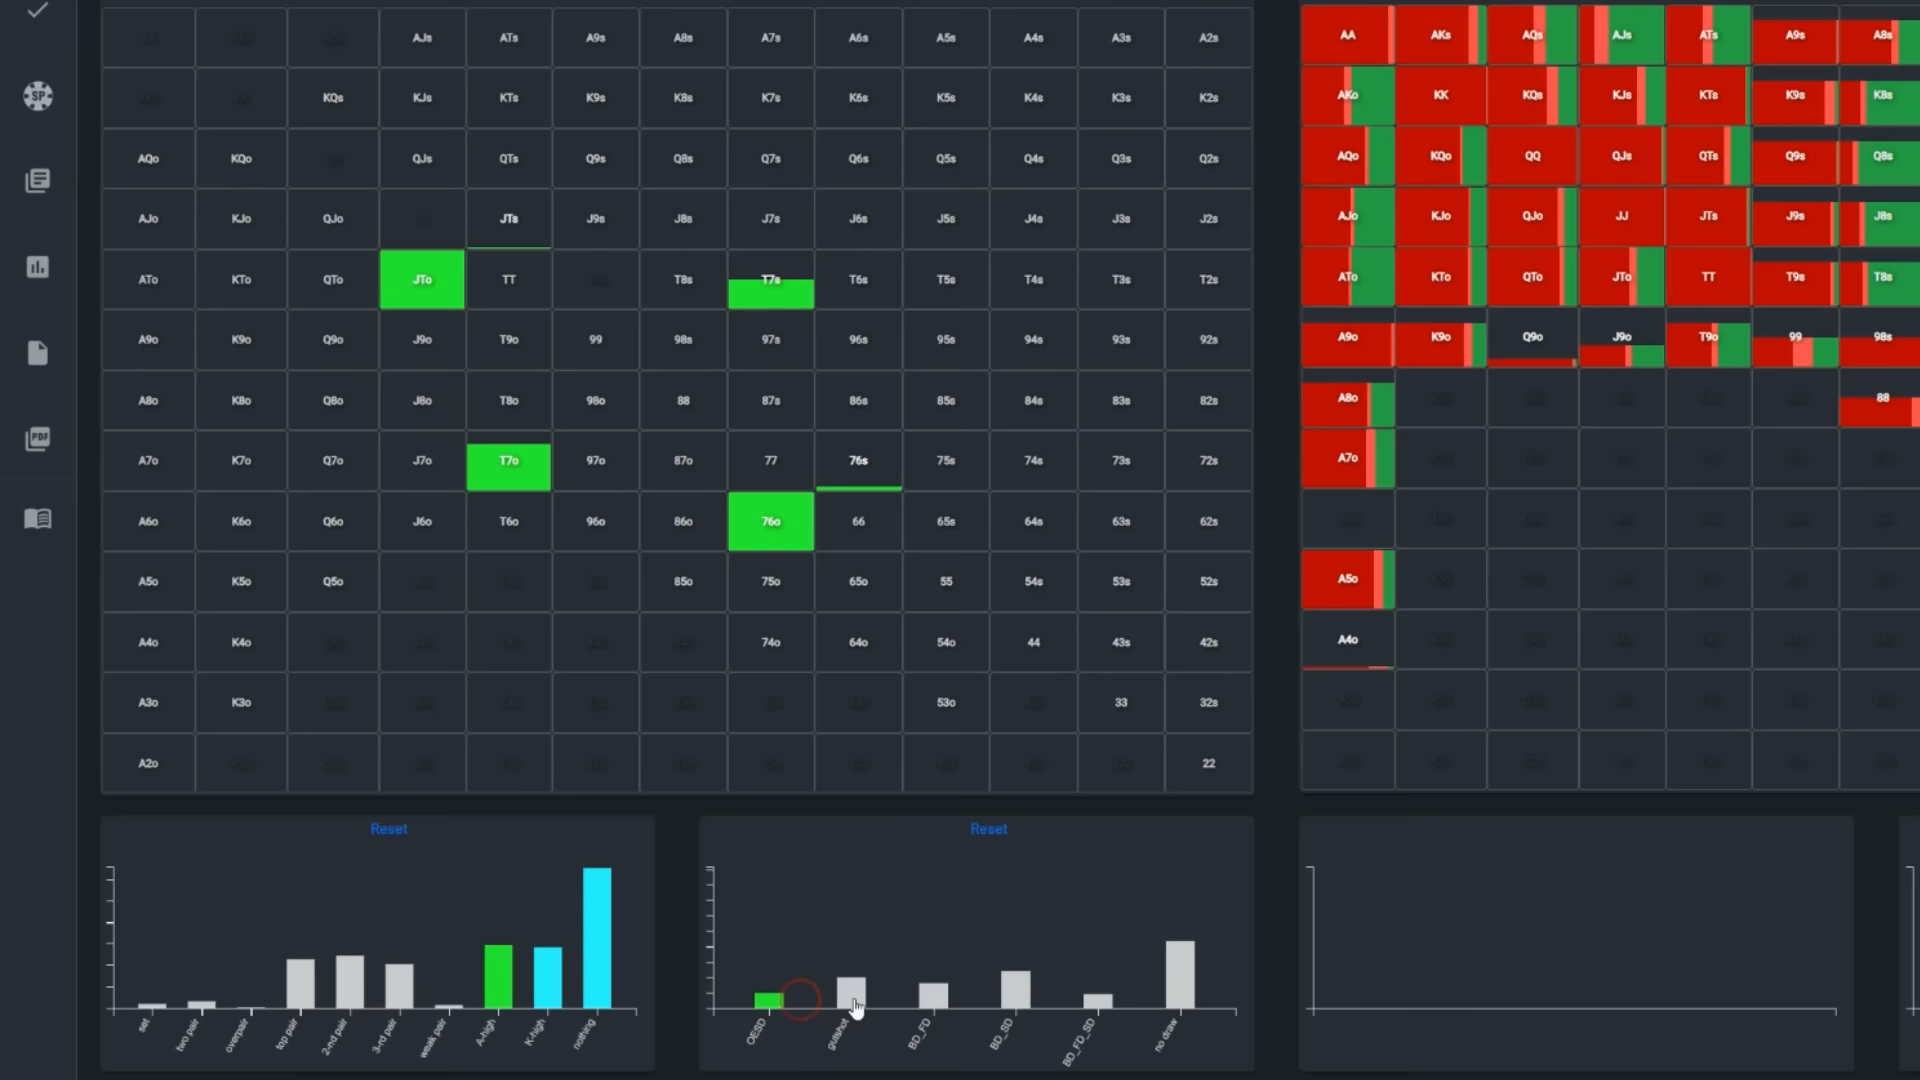 AJs ATs A9s A8s A7s A6s A5s A4s A3s A2s
KQs KJs KTs K9s K8s K7s K6s K5s K4s K3s K2s
AQo KQo QJs QTs Q9s Q8s Q7s Q6s Q5s Q4s Q3s Q2s
AJo KJo QJo JTs J9s J8s J7s J6s J5s J4s J3s J2s
ATo KTo QTo JTo TT T8s T7s T6s T5s T4s T3s T2s
A9o K9o Q9o J9o T9o 99 98s 97s 96s 95s 94s 93s 92s
A8o K8o Q8o J8o T8o 98o 88 87s 86s 85s 84s 83s 82s
A7o K7o Q7o J7o T7o 97o 87o 77 76s 75s 74s 73s 72s
A6o K6o Q6o J6o T6o 96o 86o 76o 66 65s 64s 63s 62s
A5o K5o Q5o 85o 75o 65o 55 54s 53s 52s
A4o K4o 74o 64o 54o 44 43s 42s
A3o K3o 53o 33 32s
A2o 22
AA AKs AQs AJs ATs A9s A8s
AKo KK KQs KJs KTs K9s K8s
AQo KQo QQ QJs QTs Q9s Q8s
AJo KJo QJo JJ JTs J9s J8s
ATo KTo QTo JTo TT T9s T8s
A9o K9o Q9o J9o T9o 99 98s
A8o 88
A7o
A5o
A4o
SP
PDF
Reset
set two pair overpair top pair 2-nd pair 3-rd pair weak pair A-high K-high nothing
Reset
OESD gutshot BD_FD BD_SD BD_FD_SD no draw